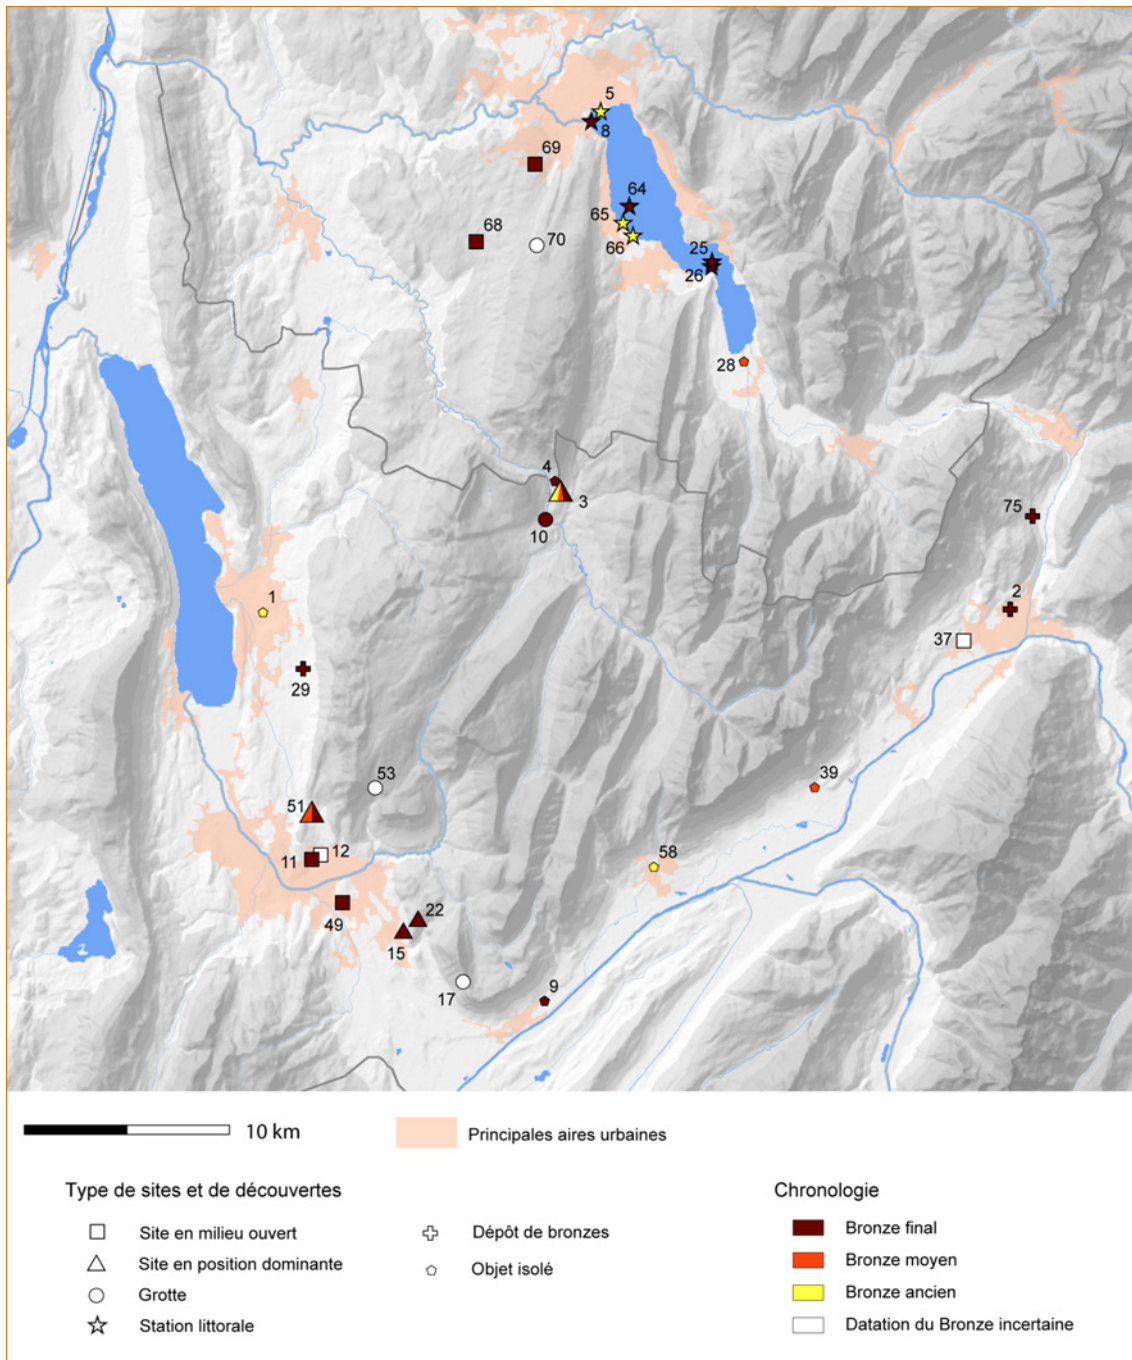 5
8
69
64
65
68
70
66
25
26
28
4
3
75
10
1
2
37
29
53
39
51
12
11
58
22
49
15
17
9
10 km
Principales aires urbaines
Type de sites et de découvertes
Chronologie
Site en milieu ouvert
Dépôt de bronzes
Bronze final
Site en position dominante
Objet isolé
Bronze moyen
Grotte
Bronze ancien
Station littorale
Datation du Bronze incertaine